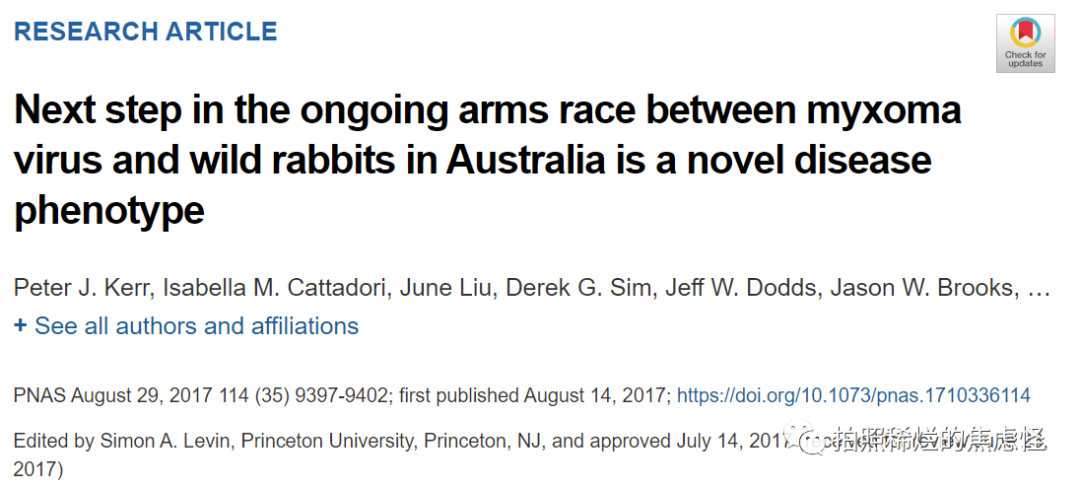 RESEARCH ARTICLE
Check for
updates
Next step in the ongoing arms race between myxoma
virus and wild rabbits in Australia is a novel disease
phenotype
Peter J. Kerr, Isabella M. Cattadori, June Liu, Derek G. Sim, Jeff W. Dodds, Jason W. Brooks, …
+ See all authors and affiliations
PNAS August 29, 2017 114 (35) 9397-9402; first published August 14, 2017; https://doi.org/10.1073/pnas.1710336114
Edited by Simon A. Levin, Princeton University, Princeton, NJ, and approved July 14, 2017
拍照稀烂的焦虑怪
2017)